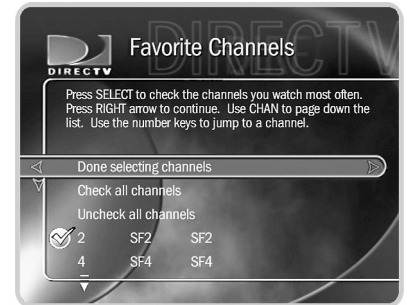 DIRECTV
Favorite Channels
DIRECTV
Press SELECT to check the channels you watch most often.
Press RIGHT arrow to continue. Use CHAN to page down the
list. Use the number keys to jump to a channel.
Done selecting channels
Check all channels
Uncheck all channels
2 SF2 SF2
4 SF4 SF4